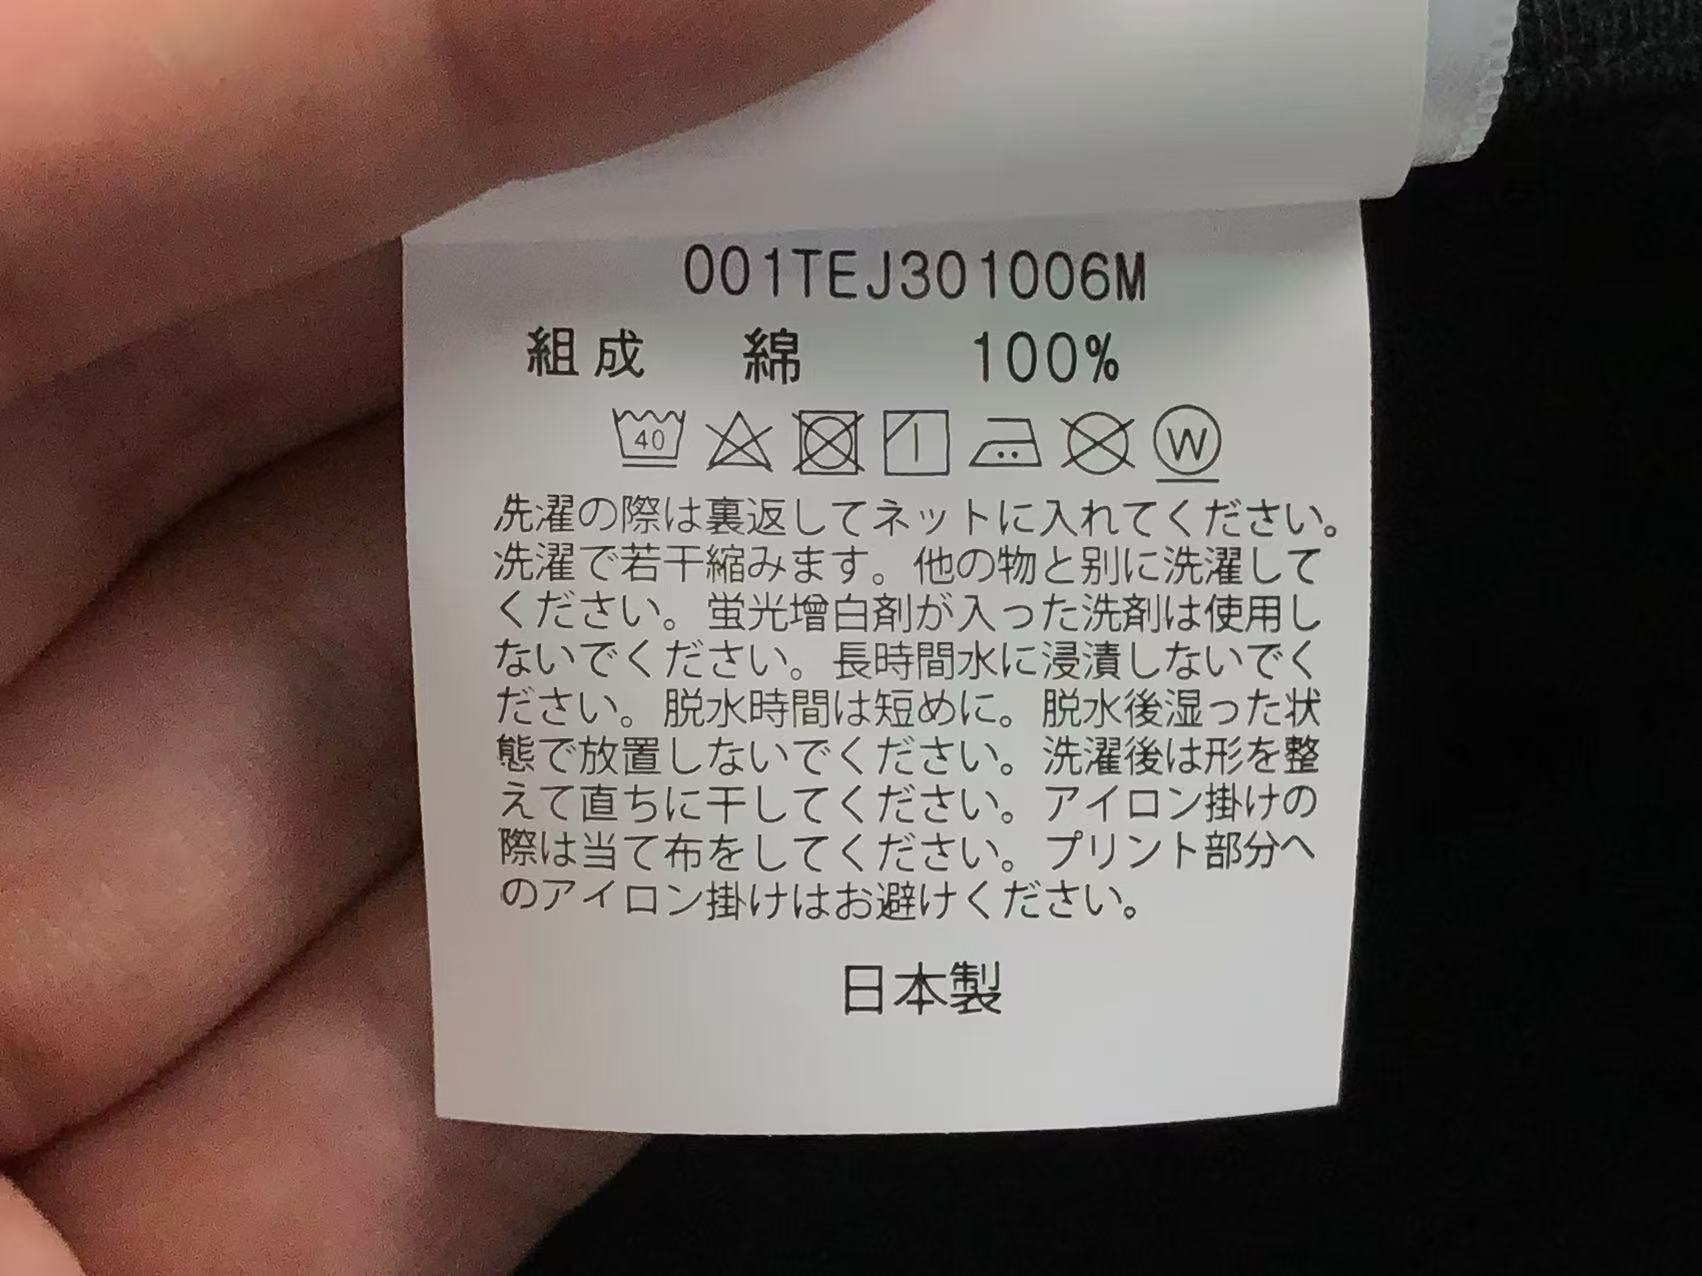 001TEJ301006M
組成 綿 100%
40 W
洗濯の際は裏返してネットに入れてください。
洗濯で若干縮みます。他の物と別に洗濯して
ください。蛍光増白剤が入った洗剤は使用し
ないでください。長時間水に浸漬しないでく
ださい。脱水時間は短めに。脱水後湿った状
態で放置しないでください。洗濯後は形を整
えて直ちに干してください。アイロン掛けの
際は当て布をしてください。プリント部分へ
のアイロン掛けはお避けください。
日本製